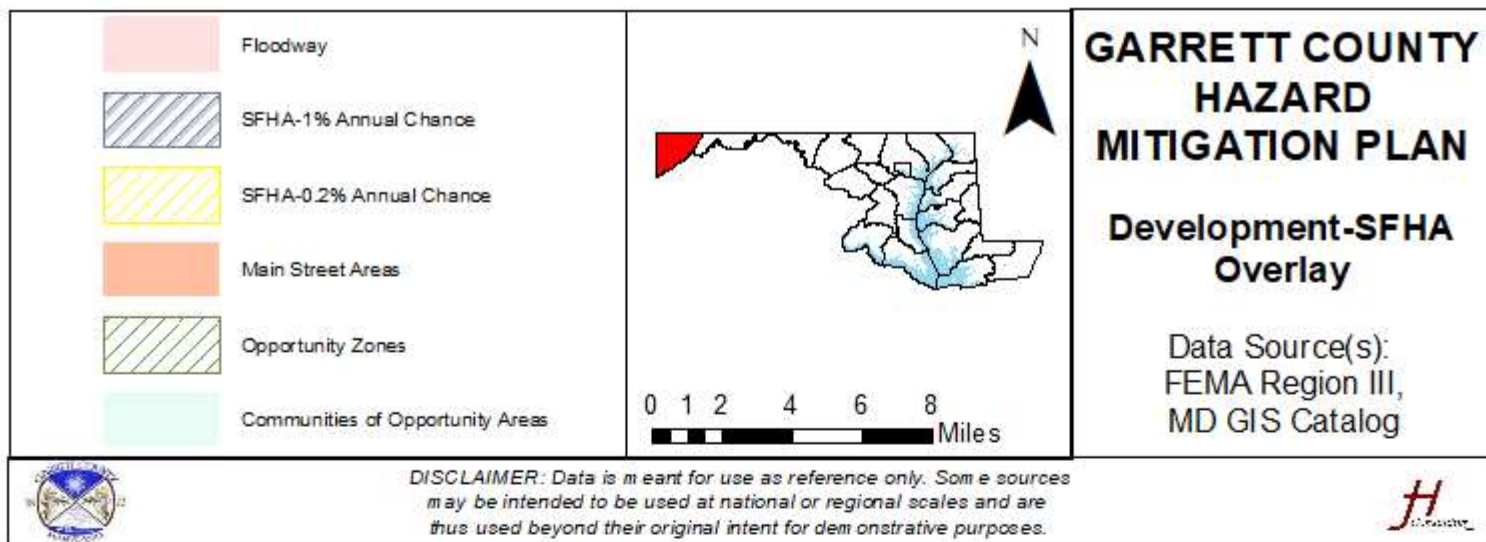 Floodway
SFHA-1% Annual Chance
SFHA-0.2% Annual Chance
Main Street Areas
Opportunity Zones
Communities of Opportunity Areas
N
0 1 2 4 6 8
Miles
GARRETT COUNTY
HAZARD
MITIGATION PLAN
Development-SFHA
Overlay
Data Source(s):
FEMA Region III,
MD GIS Catalog
DISCLAIMER: Data is meant for use as reference only. Some sources
may be intended to be used at national or regional scales and are
thus used beyond their original intent for demonstrative purposes.